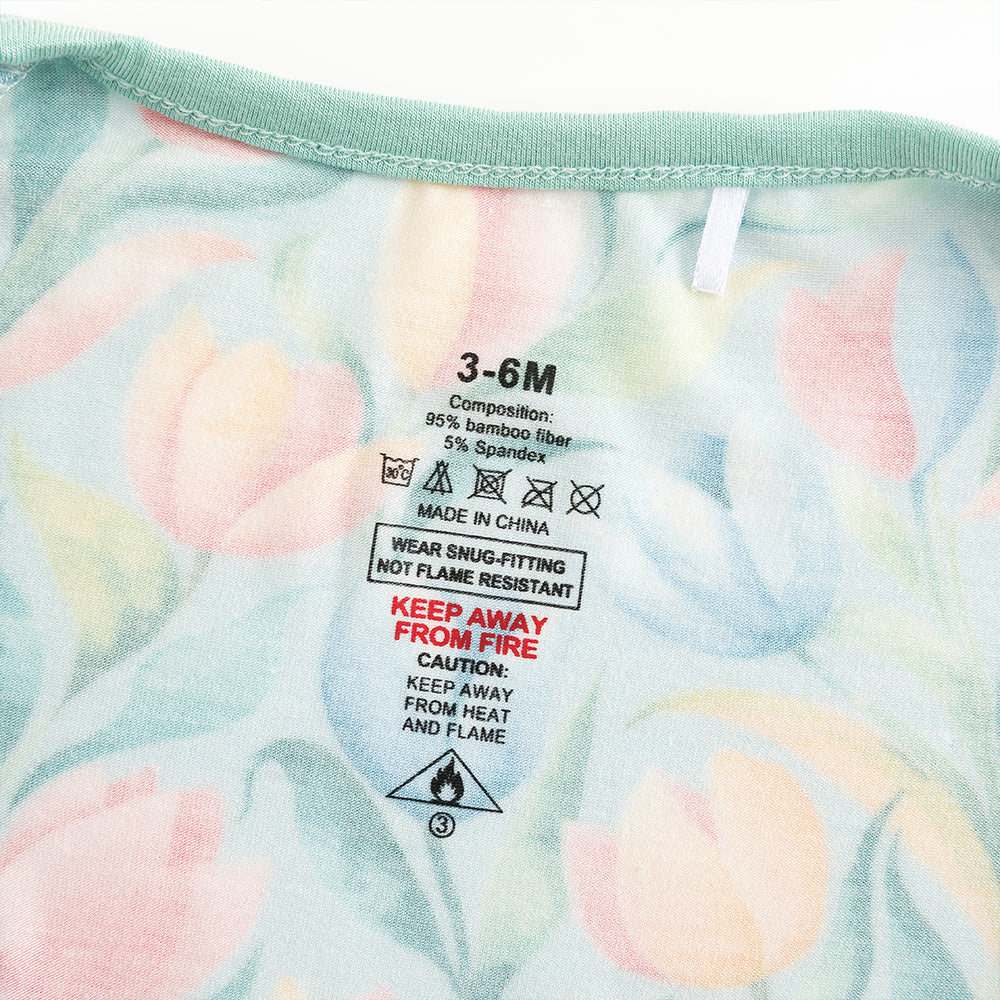 3-6M
Composition:
95% bamboo fiber
5% Spandex
30°C
MADE IN CHINA
WEAR SNUG-FITTING
NOT FLAME RESISTANT
KEEP AWAY
FROM FIRE
CAUTION:
KEEP AWAY
FROM HEAT
AND FLAME
3